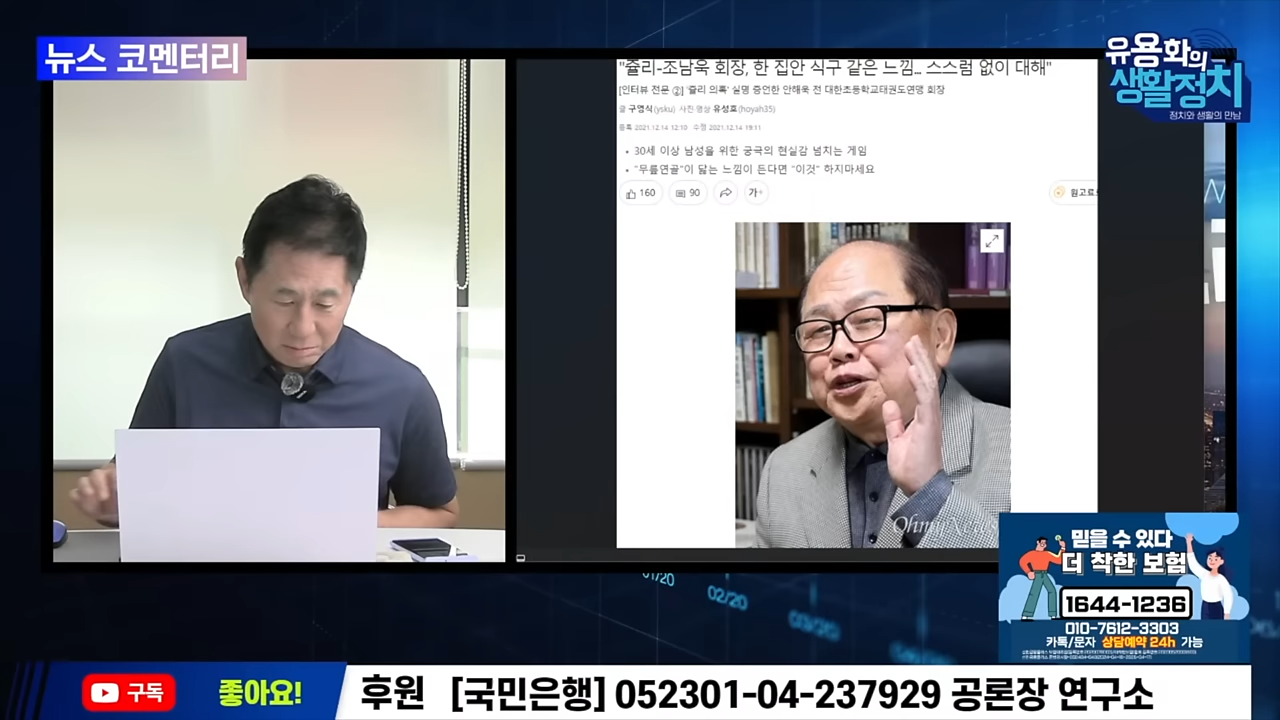 뉴스 코멘터리
유용화의
생활정치
정치와 생활의 만남
"쥴리-조남욱 회장, 한 집안 식구 같은 느낌... 스스럼 없이 대해"
[인터뷰 전문 ②] '쥴리 의혹' 실명 증언한 안해욱 전 대한초등학교태권도연맹 회장
글 구영식(ysku) 사진·영상 유성호(hoyah35)
등록 2021.12.14 12:10 수정 2021.12.14 19:11
• 30세 이상 남성을 위한 궁극의 현실감 넘치는 게임
• "무릎연골"이 닳는 느낌이 든다면 "이것" 하지마세요
160 90 가+
원고료
OhmyNews
01/20
02/20
03/20
믿을 수 있다
더 착한 보험
1644-1236
010-7612-3303
카톡/문자 상담예약 24h 가능
구독 좋아요! 후원 [국민은행] 052301-04-237929 공론장 연구소